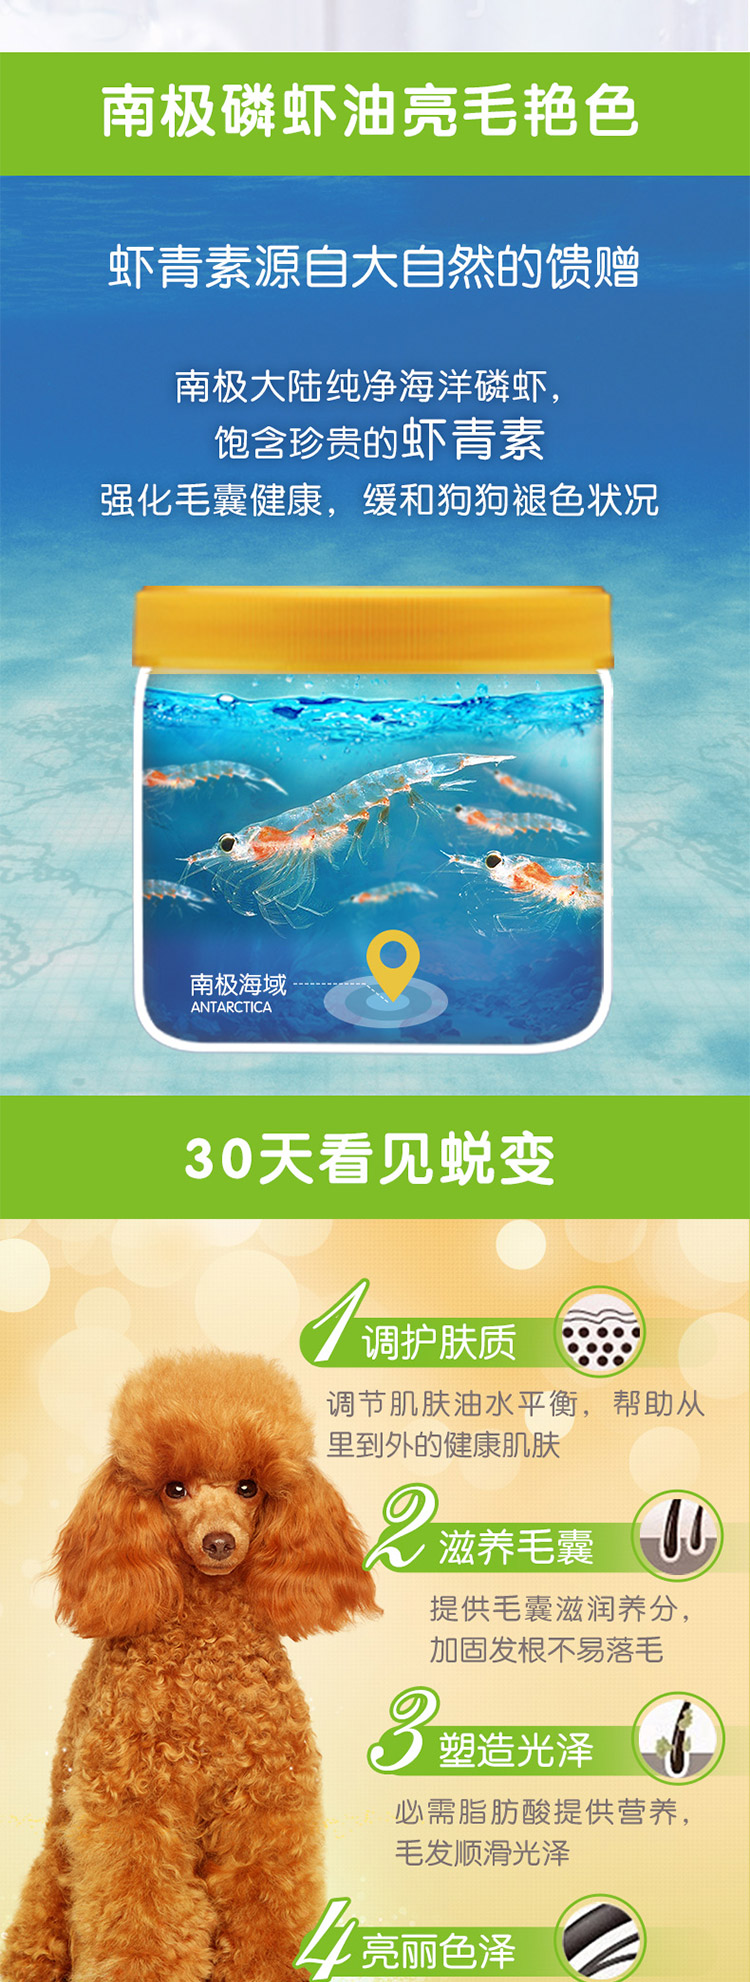 南极磷虾油亮毛艳色
虾青素源自大自然的馈赠
南极大陆纯净海洋磷虾，
饱含珍贵的虾青素
强化毛囊健康，缓和狗狗褪色状况
南极海域
ANTARCTICA
30天看见蜕变
1 调护肤质
调节肌肤油水平衡，帮助从
里到外的健康肌肤
2 滋养毛囊
提供毛囊滋润养分，
加固发根不易落毛
3 塑造光泽
必需脂肪酸提供营养，
毛发顺滑光泽
4 亮丽色泽